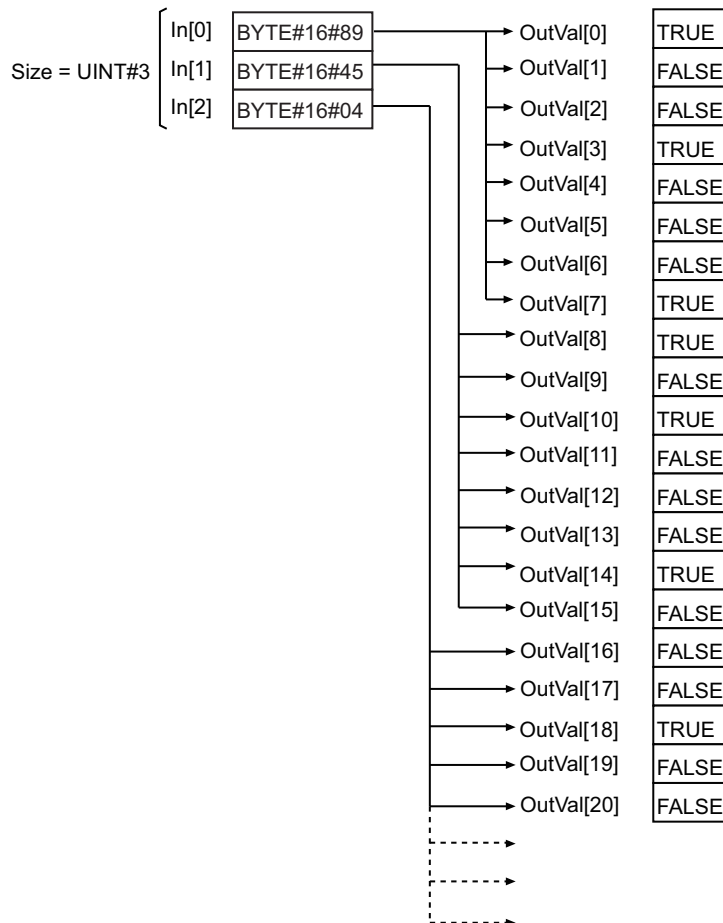 In[0] BYTE#16#89 OutVal[0] TRUE
Size = UINT#3 In[1] BYTE#16#45 OutVal[1] FALSE
In[2] BYTE#16#04 OutVal[2] FALSE
OutVal[3] TRUE
OutVal[4] FALSE
OutVal[5] FALSE
OutVal[6] FALSE
OutVal[7] TRUE
OutVal[8] TRUE
OutVal[9] FALSE
OutVal[10] TRUE
OutVal[11] FALSE
OutVal[12] FALSE
OutVal[13] FALSE
OutVal[14] TRUE
OutVal[15] FALSE
OutVal[16] FALSE
OutVal[17] FALSE
OutVal[18] TRUE
OutVal[19] FALSE
OutVal[20] FALSE